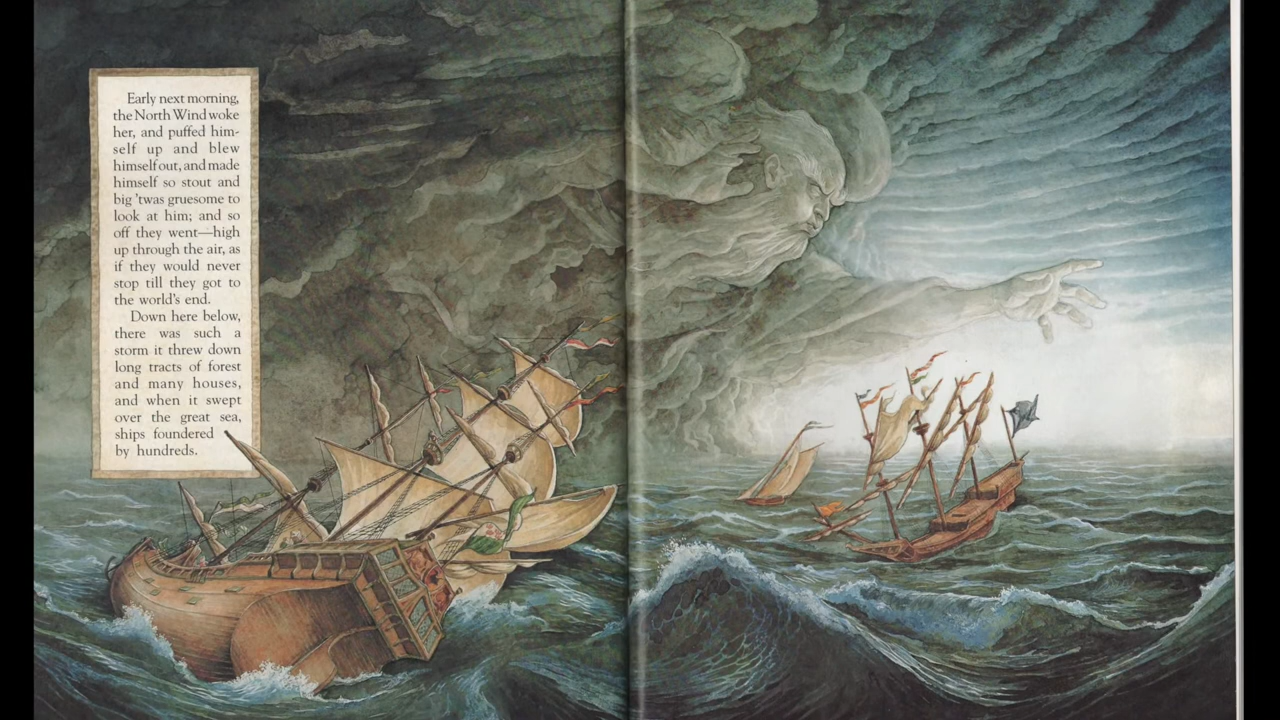 Early next morning,
the North Wind woke
her, and puffed him-
self up and blew
himself out, and made
himself so stout and
big 'twas gruesome to
look at him; and so
off they went—high
up through the air, as
if they would never
stop till they got to
the world's end.
Down here below,
there was such a
storm it threw down
long tracts of forest
and many houses,
and when it swept
over the great sea,
ships foundered
by hundreds.